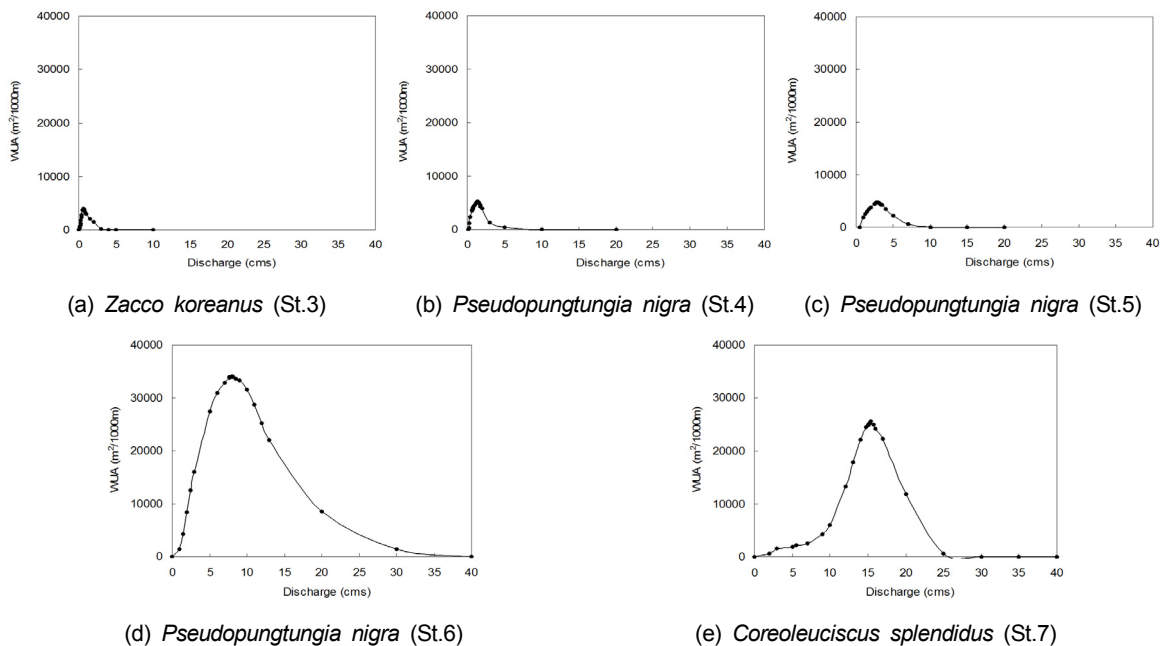 40000
30000
20000
10000
0
WUA (m²/1000m)
0 5 10 15 20 25 30 35 40
Discharge (cms)
(a) Zacco koreanus (St.3)
40000
30000
20000
10000
0
WUA (m²/1000m)
0 5 10 15 20 25 30 35 40
Discharge (cms)
(b) Pseudopungtungia nigra (St.4)
40000
30000
20000
10000
0
WUA (m²/1000m)
0 5 10 15 20 25 30 35 40
Discharge (cms)
(c) Pseudopungtungia nigra (St.5)
40000
30000
20000
10000
0
WUA (m²/1000m)
0 5 10 15 20 25 30 35 40
Discharge (cms)
(d) Pseudopungtungia nigra (St.6)
40000
30000
20000
10000
0
WUA (m²/1000m)
0 5 10 15 20 25 30 35 40
Discharge (cms)
(e) Coreoleuciscus splendidus (St.7)